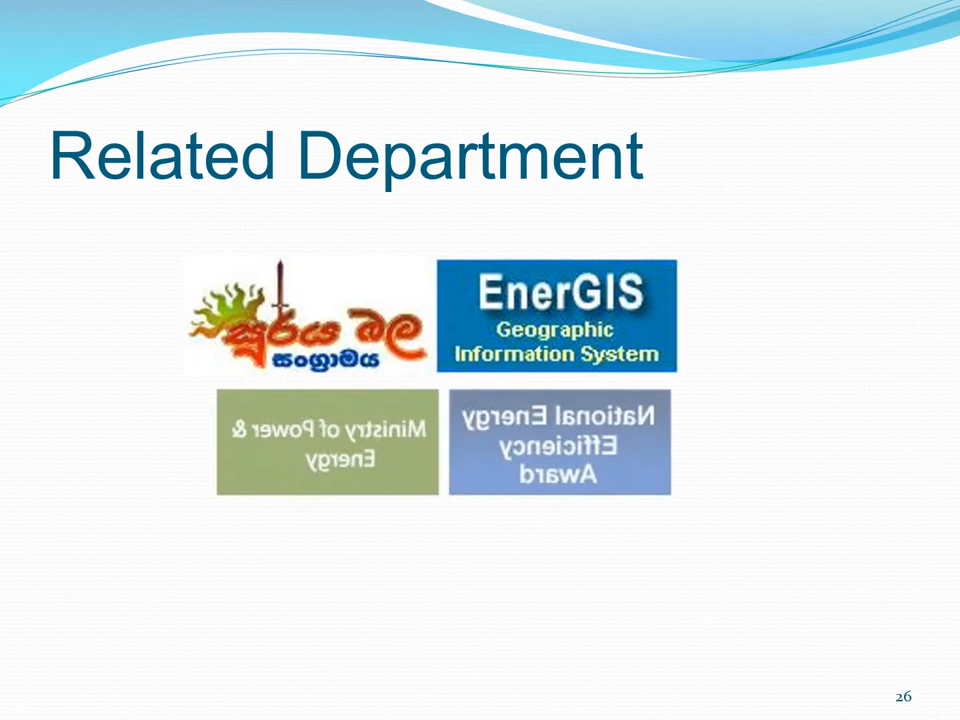 Related Department
සූර්ය බල
සංග්‍රාමය
EnerGIS
Geographic
Information System
Ministry of Power &
Energy
National Energy
Efficiency
Award
26